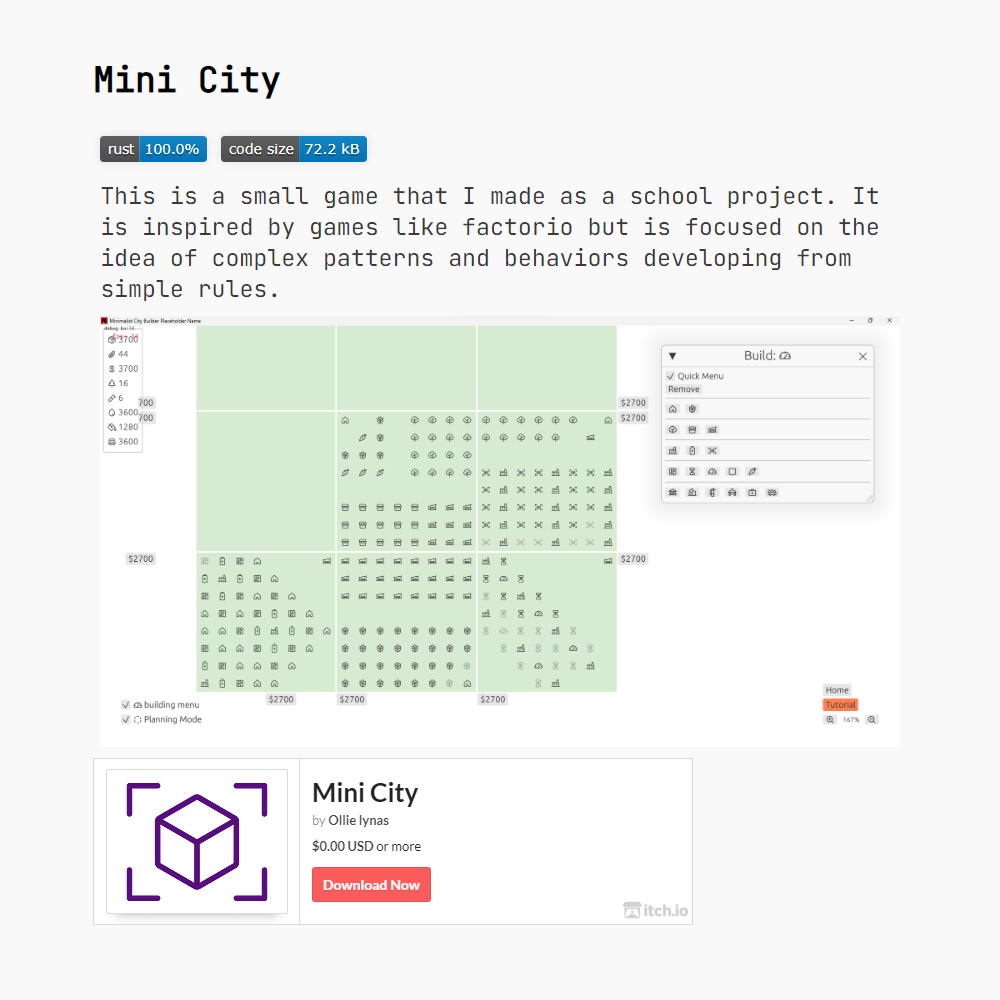 Mini City
rust 100.0% code size 72.2 kB
This is a small game that I made as a school project. It
is inspired by games like factorio but is focused on the
idea of complex patterns and behaviors developing from
simple rules.
Minimalist City Builder Placeholder Name
debug build
3700
44
$ 3700
16
6
3600
1280
3600
700
700
$2700
$2700
$2700
$2700
$2700
$2700
$2700
Build:
Quick Menu
Remove
building menu
Planning Mode
Home
Tutorial
167%
Mini City
by Ollie lynas
$0.00 USD or more
Download Now
itch.io